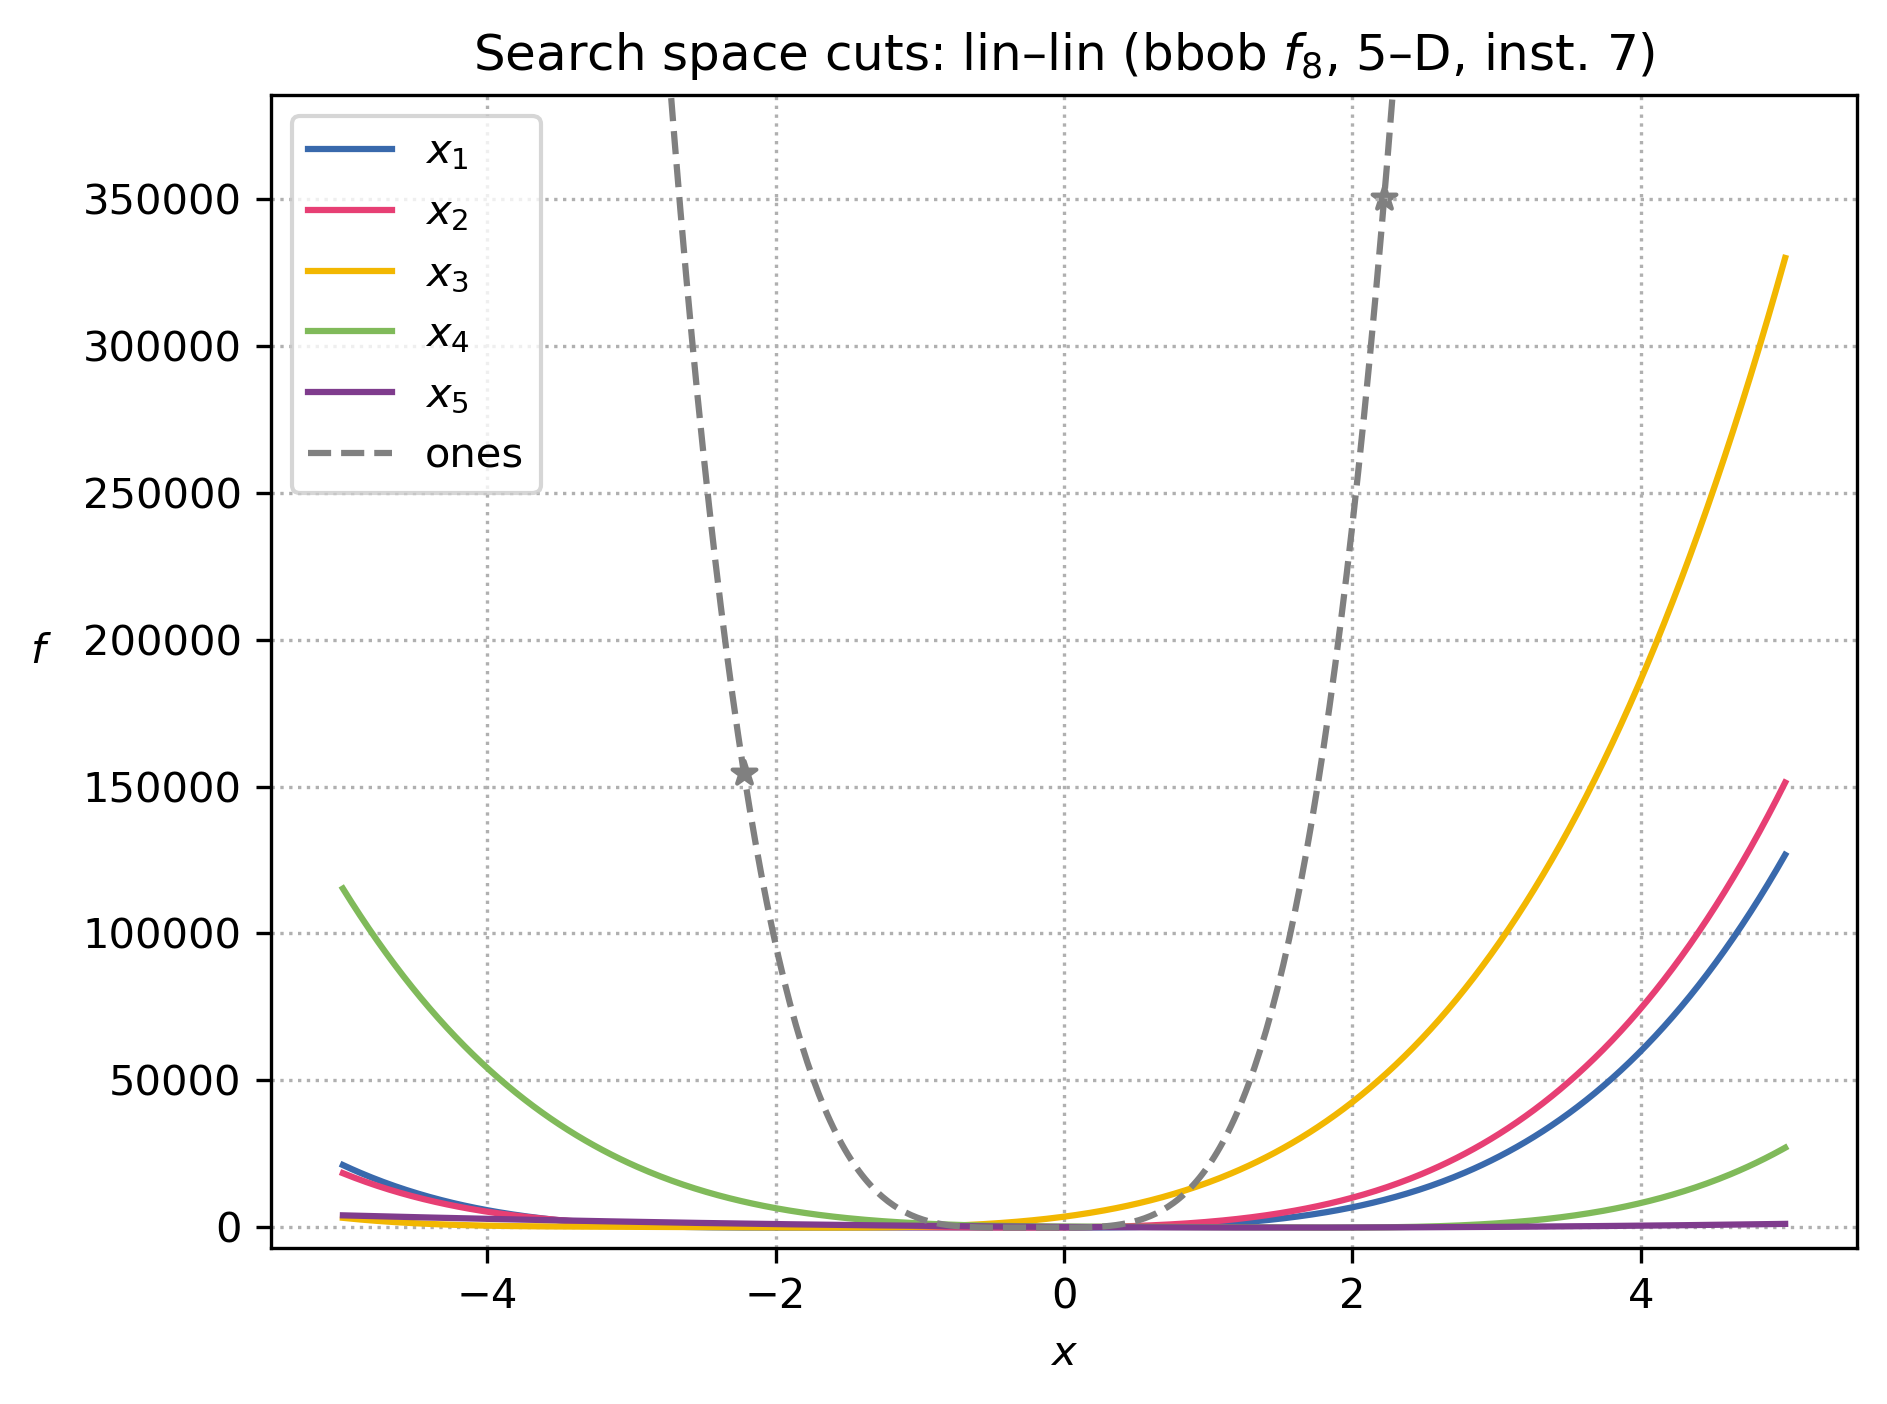 Search space cuts: lin–lin (bbob f₈, 5–D, inst. 7)
x₁
x₂
x₃
x₄
x₅
ones
350000
300000
250000
200000
150000
100000
50000
0
f
−4 −2 0 2 4
x